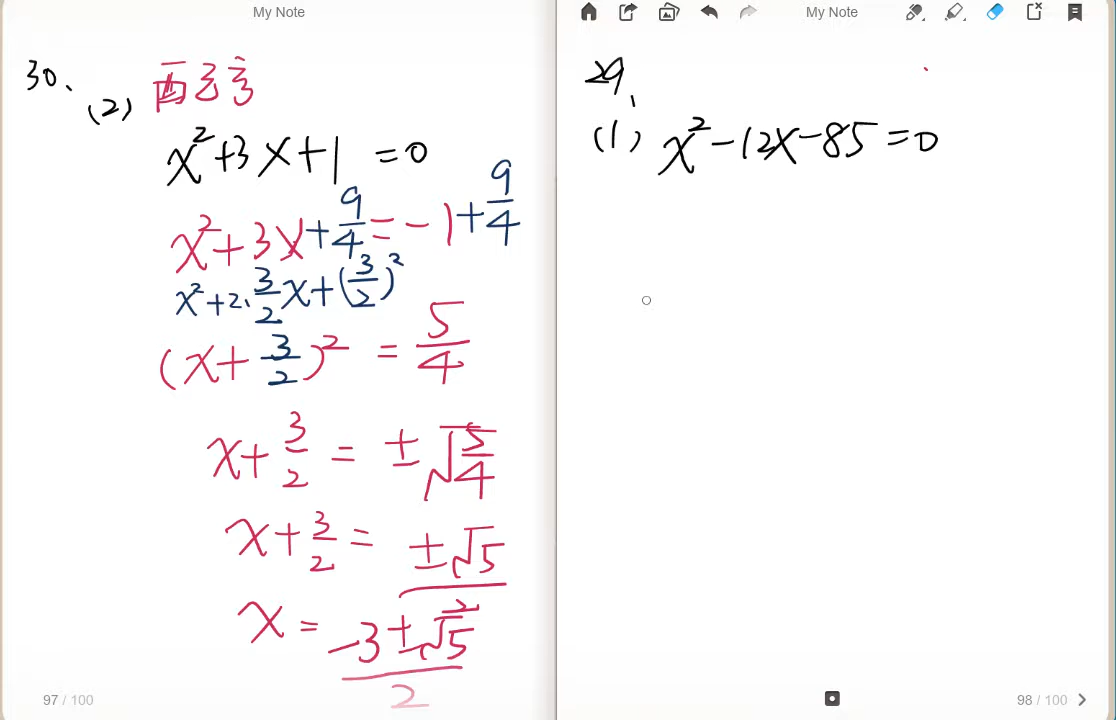 My Note
30、
(2) 配方
x²+3x+1 =0
x²+3x+9/4=-1+9/4
x²+2·3/2x+(3/2)²
(x+3/2)² = 5/4
x+3/2 = ±√5/4
x+3/2 = ±√5/2
x = -3±√5/2
97 / 100
My Note
29、
(1) x²-12x-85=0
98 / 100